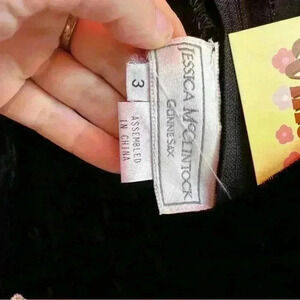 JESSICA McCLINTOCK
GUNNE SAX
3
ASSEMBLED
IN CHINA